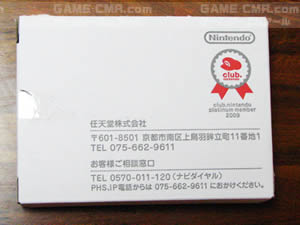 GAME-CMR.com
GAME-CMR.com
Nintendo
club.
club.nintendo
platinum member
2009
任天堂株式会社
〒601-8501 京都市南区上鳥羽鉾立町11番地1
TEL 075-662-9611
お客様ご相談窓口
TEL 0570-011-120(ナビダイヤル)
PHS、IP電話からは 075-662-9611 におかけください。